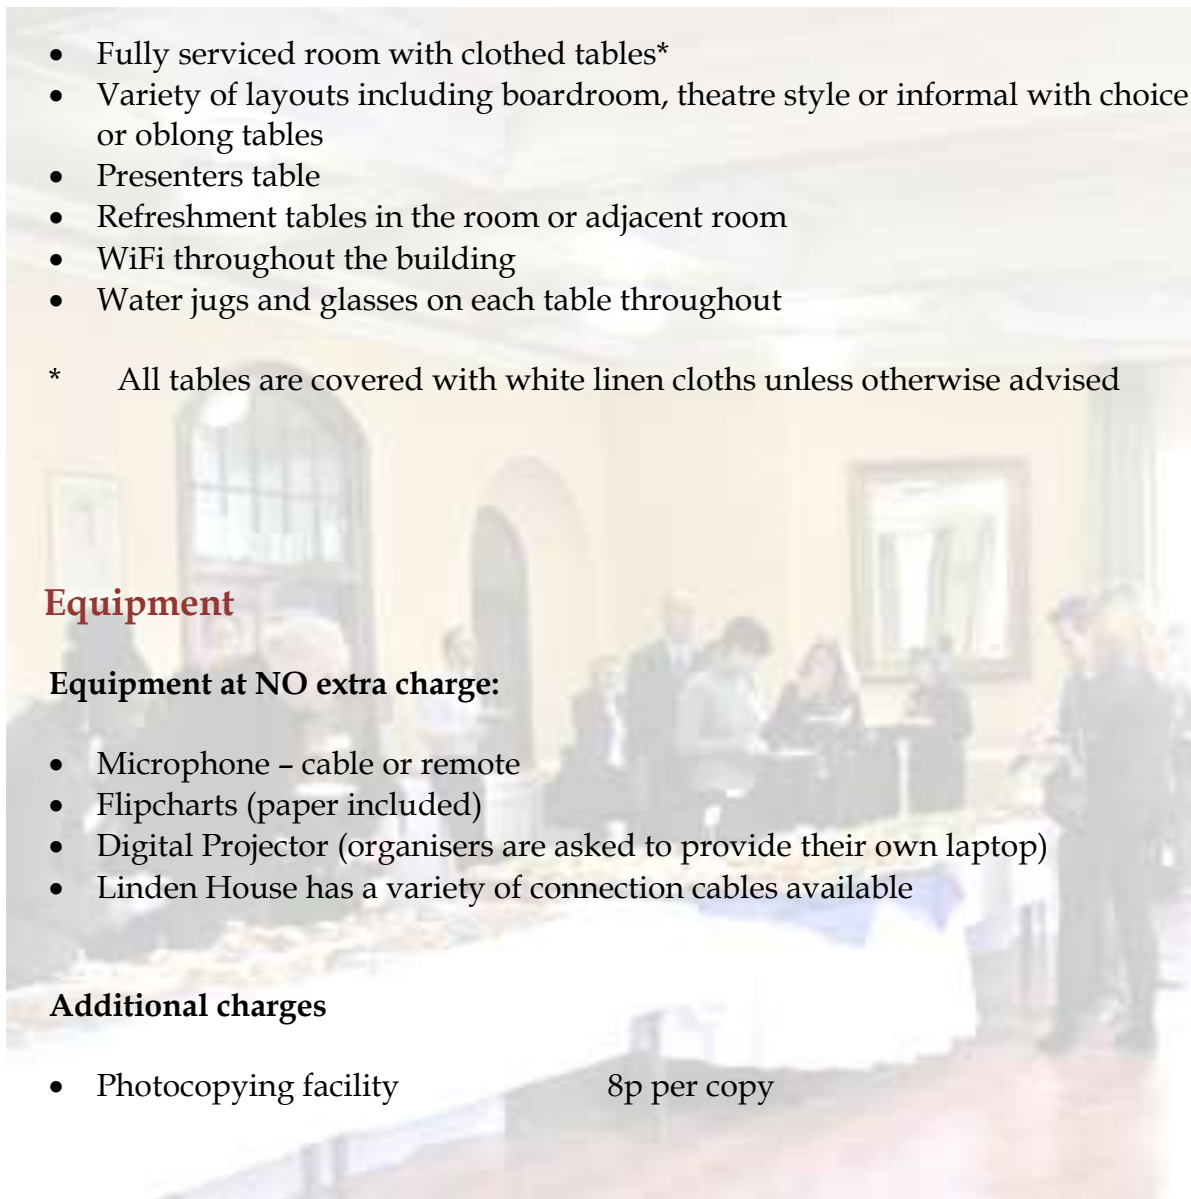 • Fully serviced room with clothed tables*
• Variety of layouts including boardroom, theatre style or informal with choice
or oblong tables
• Presenters table
• Refreshment tables in the room or adjacent room
• WiFi throughout the building
• Water jugs and glasses on each table throughout
* All tables are covered with white linen cloths unless otherwise advised
Equipment
Equipment at NO extra charge:
• Microphone – cable or remote
• Flipcharts (paper included)
• Digital Projector (organisers are asked to provide their own laptop)
• Linden House has a variety of connection cables available
Additional charges
• Photocopying facility 8p per copy